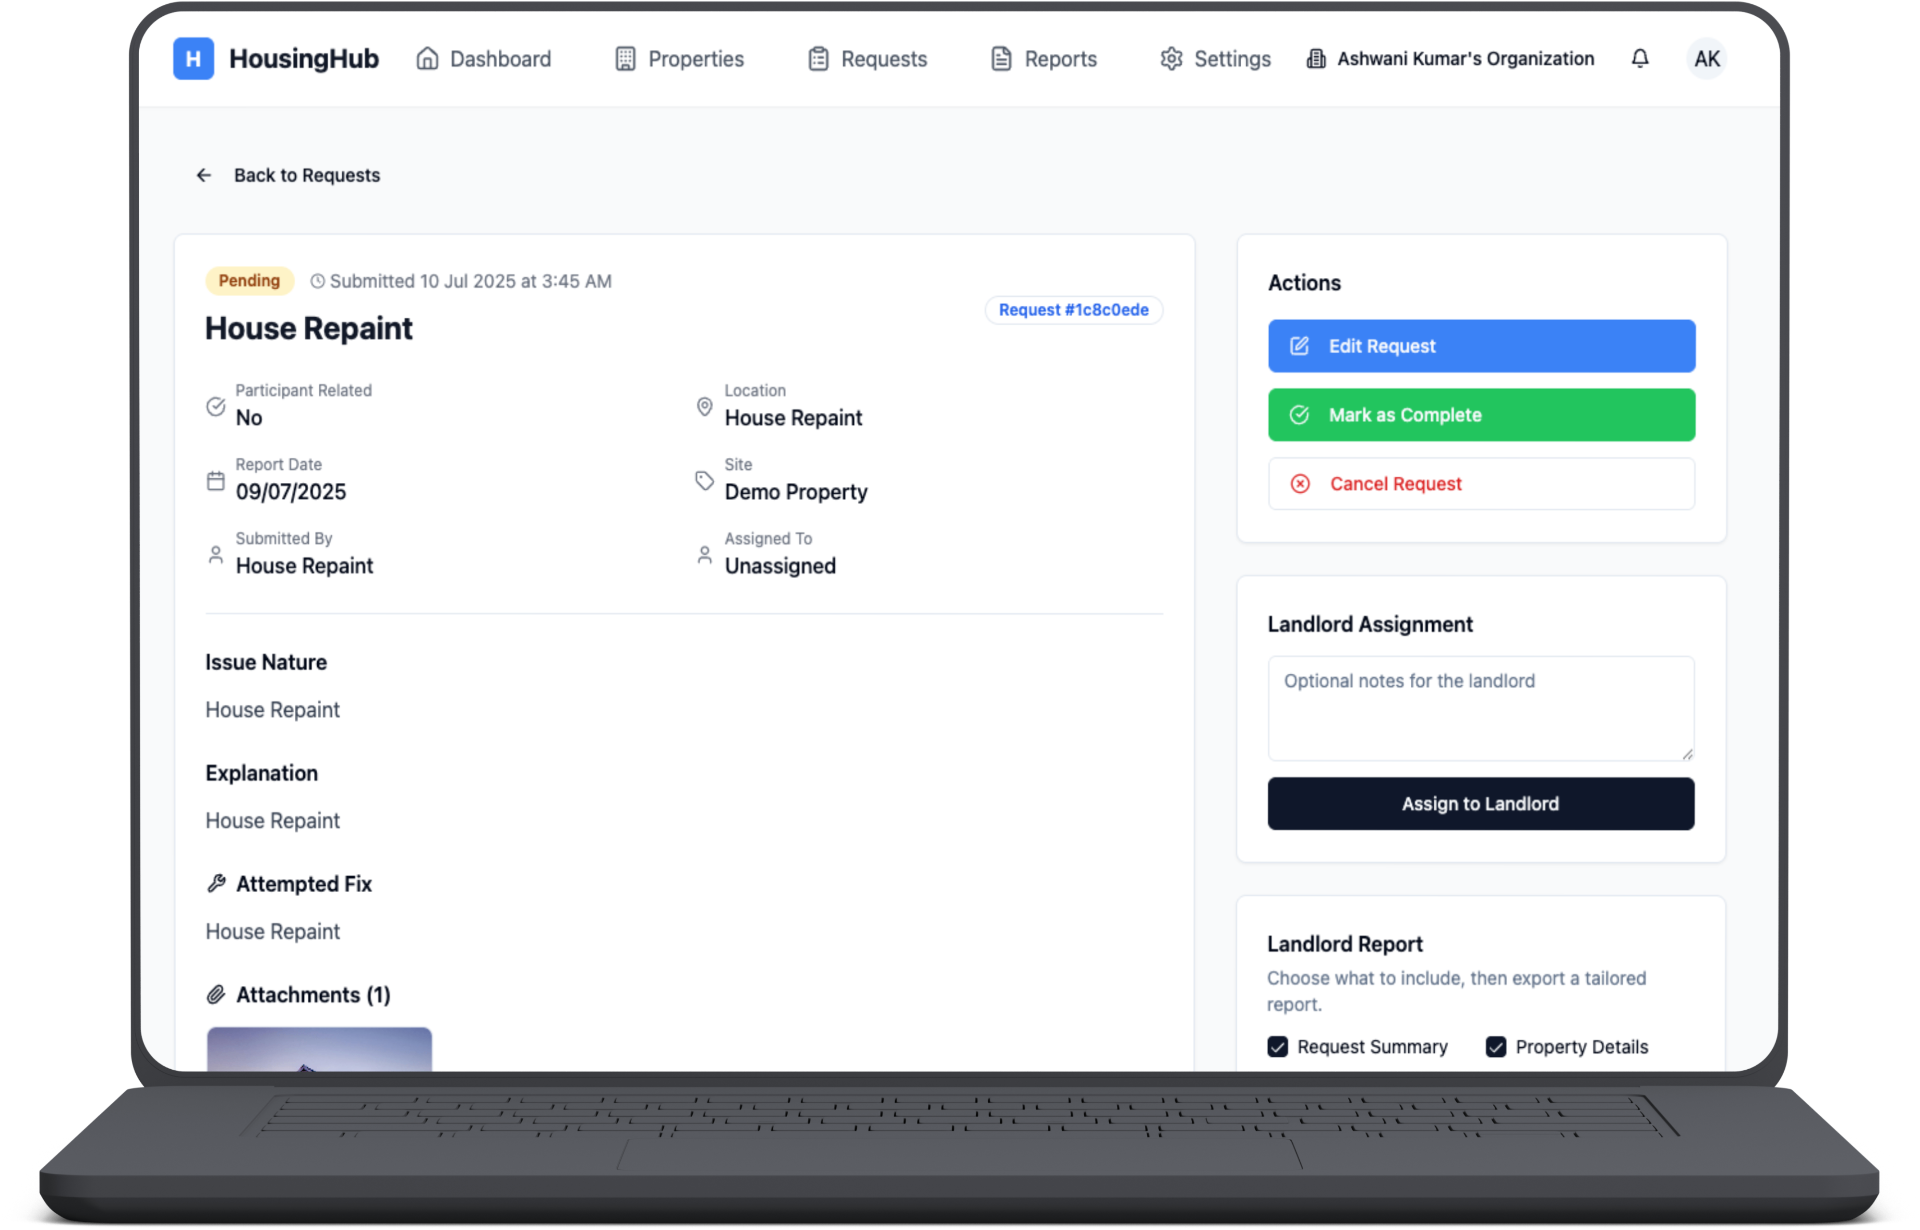 H HousingHub Dashboard Properties Requests Reports Settings Ashwani Kumar's Organization AK
Back to Requests
Pending Submitted 10 Jul 2025 at 3:45 AM
Request #1c8c0ede
House Repaint
Participant Related
No
Location
House Repaint
Report Date
09/07/2025
Site
Demo Property
Submitted By
House Repaint
Assigned To
Unassigned
Issue Nature
House Repaint
Explanation
House Repaint
Attempted Fix
House Repaint
Attachments (1)
Actions
Edit Request
Mark as Complete
Cancel Request
Landlord Assignment
Optional notes for the landlord
Assign to Landlord
Landlord Report
Choose what to include, then export a tailored
report.
Request Summary Property Details